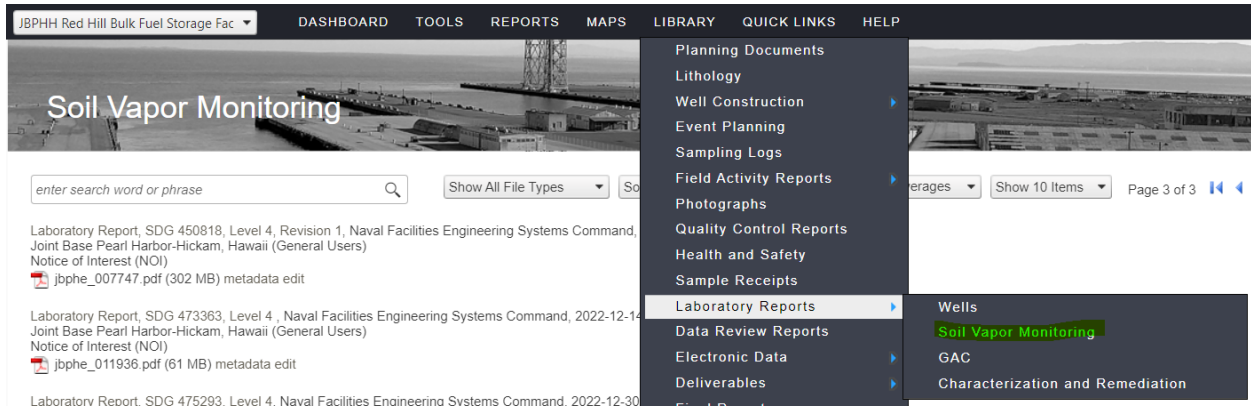 JBPHH Red Hill Bulk Fuel Storage Fac DASHBOARD TOOLS REPORTS MAPS LIBRARY QUICK LINKS HELP
Soil Vapor Monitoring
Planning Documents
Lithology
Well Construction
Event Planning
Sampling Logs
Field Activity Reports
Photographs
Quality Control Reports
Health and Safety
Sample Receipts
Laboratory Reports
Data Review Reports
Electronic Data
Deliverables
Wells
Soil Vapor Monitoring
GAC
Characterization and Remediation
enter search word or phrase Show All File Types So verages Show 10 Items Page 3 of 3
Laboratory Report, SDG 450818, Level 4, Revision 1, Naval Facilities Engineering Systems Command,
Joint Base Pearl Harbor-Hickam, Hawaii (General Users)
Notice of Interest (NOI)
jbphe_007747.pdf (302 MB) metadata edit
Laboratory Report, SDG 473363, Level 4 , Naval Facilities Engineering Systems Command, 2022-12-14
Joint Base Pearl Harbor-Hickam, Hawaii (General Users)
Notice of Interest (NOI)
jbphe_011936.pdf (61 MB) metadata edit
Laboratory Report, SDG 475293, Level 4, Naval Facilities Engineering Systems Command, 2022-12-30